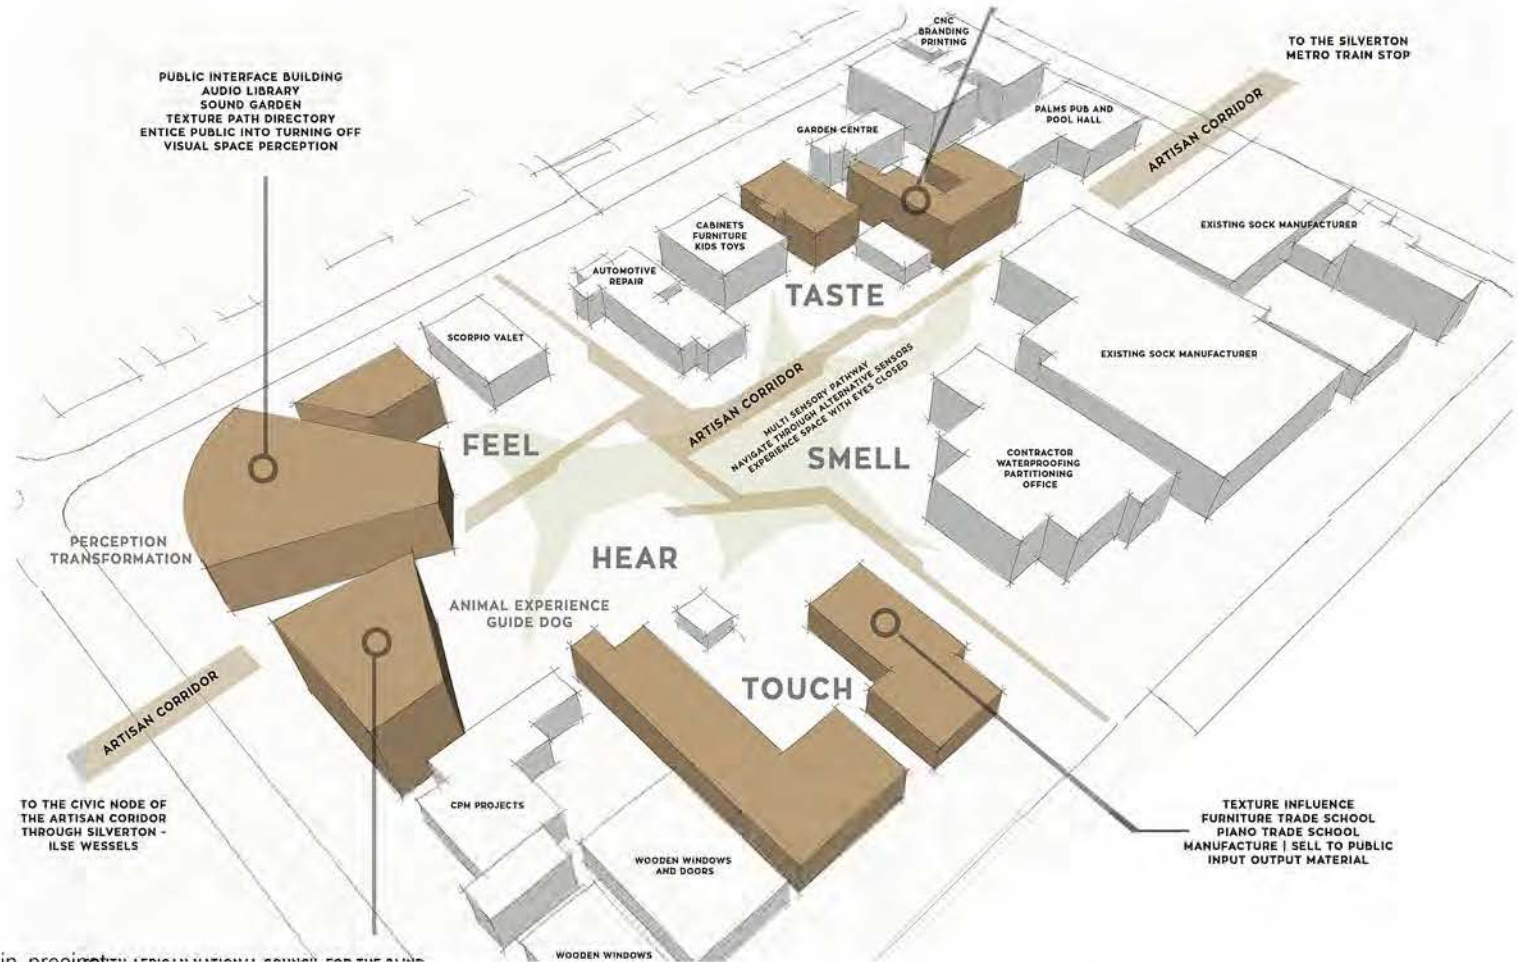 CNC
BRANDING
PRINTING
TO THE SILVERTON
METRO TRAIN STOP
PUBLIC INTERFACE BUILDING
AUDIO LIBRARY
SOUND GARDEN
TEXTURE PATH DIRECTORY
ENTICE PUBLIC INTO TURNING OFF
VISUAL SPACE PERCEPTION
PALMS PUB AND
POOL HALL
GARDEN CENTRE
ARTISAN CORRIDOR
EXISTING SOCK MANUFACTURER
CABINETS
FURNITURE
KIDS TOYS
AUTOMOTIVE
REPAIR
TASTE
SCORPIO VALET
EXISTING SOCK MANUFACTURER
ARTISAN CORRIDOR
MULTI SENSORY PATHWAY
NAVIGATE THROUGH ALTERNATIVE SENSORS
EXPERIENCE SPACE WITH EYES CLOSED
FEEL
SMELL
CONTRACTOR
WATERPROOFING
PARTITIONING
OFFICE
PERCEPTION
TRANSFORMATION
HEAR
ANIMAL EXPERIENCE
GUIDE DOG
TOUCH
ARTISAN CORRIDOR
TO THE CIVIC NODE OF
THE ARTISAN CORIDOR
THROUGH SILVERTON -
ILSE WESSELS
CPM PROJECTS
TEXTURE INFLUENCE
FURNITURE TRADE SCHOOL
PIANO TRADE SCHOOL
MANUFACTURE | SELL TO PUBLIC
INPUT OUTPUT MATERIAL
WOODEN WINDOWS
AND DOORS
WOODEN WINDOWS
AFRICAN NATIONAL COUNCIL FOR THE BLIND